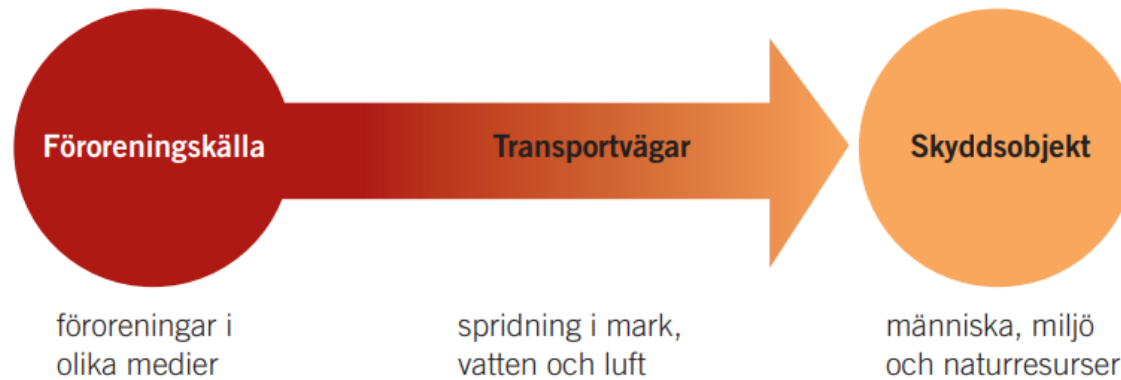 Föroreningskälla
Transportvägar
Skyddsobjekt
föroreningar i
olika medier
spridning i mark,
vatten och luft
människa, miljö
och naturresurser